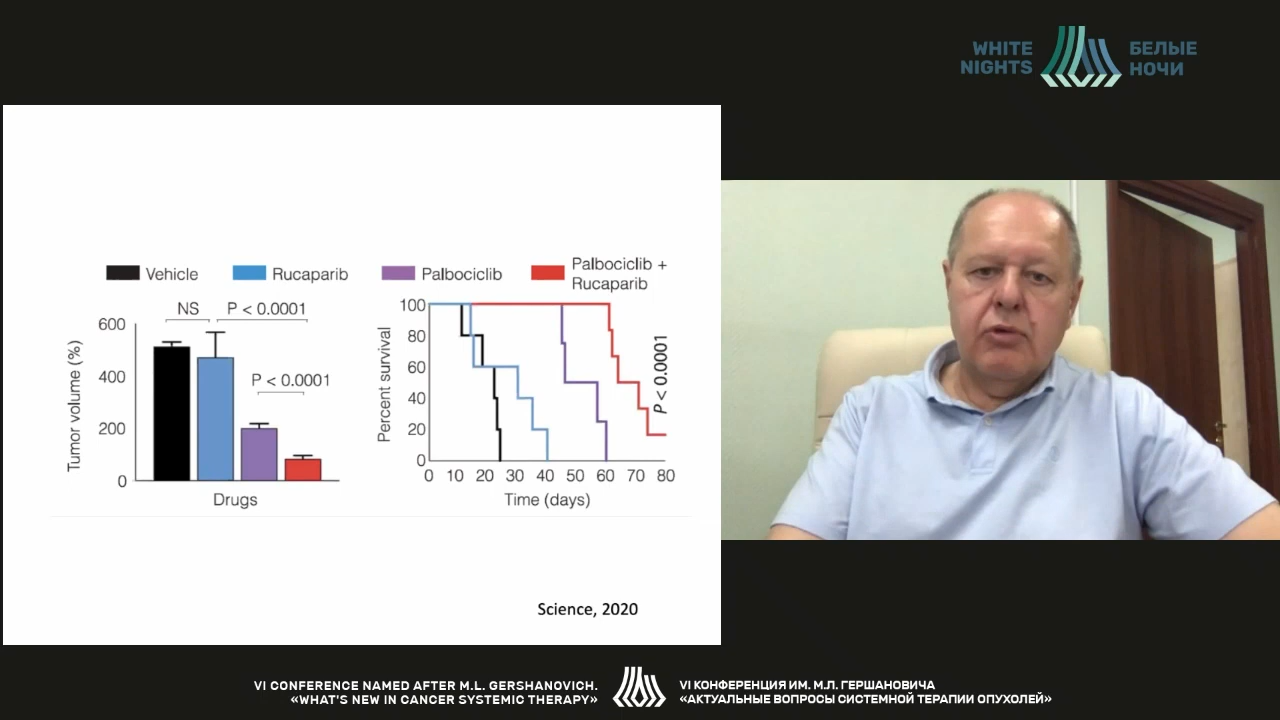 WHITE
NIGHTS
БЕЛЫЕ
НОЧИ
Vehicle
Rucaparib
Palbociclib
Palbociclib +
Rucaparib
NS
P < 0.0001
P < 0.0001
Tumor volume (%)
600
400
200
0
Drugs
Percent survival
100
80
60
40
20
0
0 10 20 30 40 50 60 70 80
Time (days)
P < 0.0001
Science, 2020
VI CONFERENCE NAMED AFTER M.L. GERSHANOVICH.
«WHAT'S NEW IN CANCER SYSTEMIC THERAPY»
VI КОНФЕРЕНЦИЯ ИМ. М.Л. ГЕРШАНОВИЧА
«АКТУАЛЬНЫЕ ВОПРОСЫ СИСТЕМНОЙ ТЕРАПИИ ОПУХОЛЕЙ»